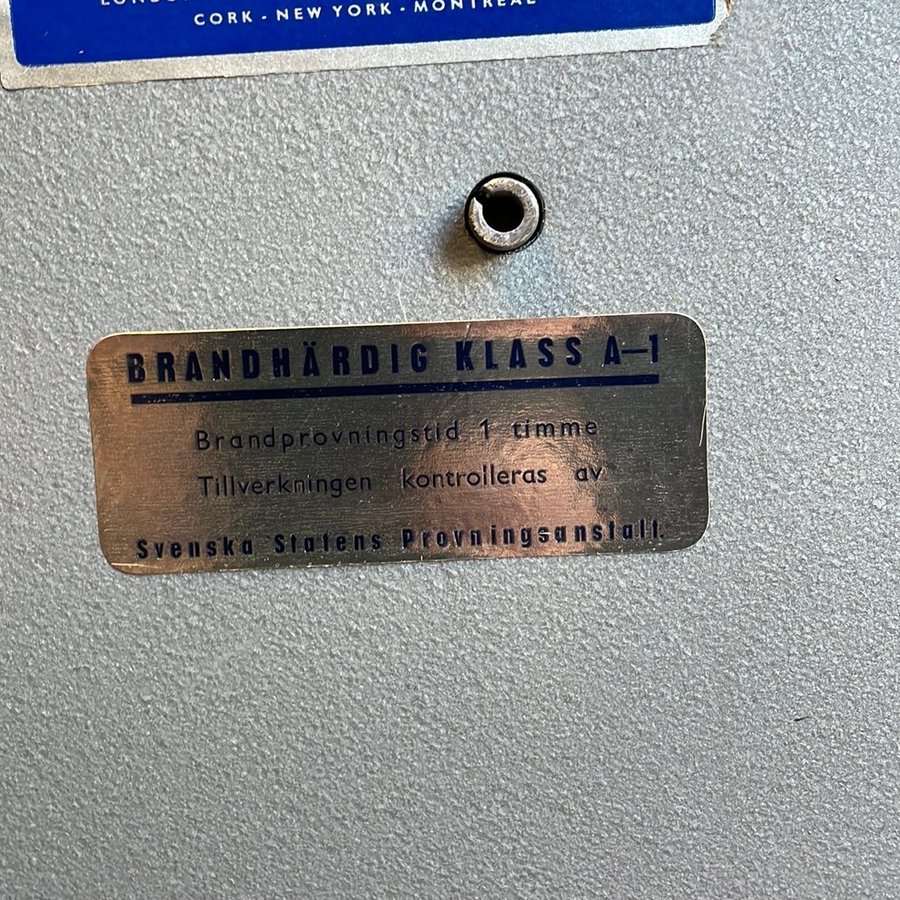 CORK - NEW YORK - MONTREAL
BRANDHÄRDIG KLASS A-1
Brandprovningstid 1 timme
Tillverkningen kontrolleras av
Svenska Statens Provningsanstalt.